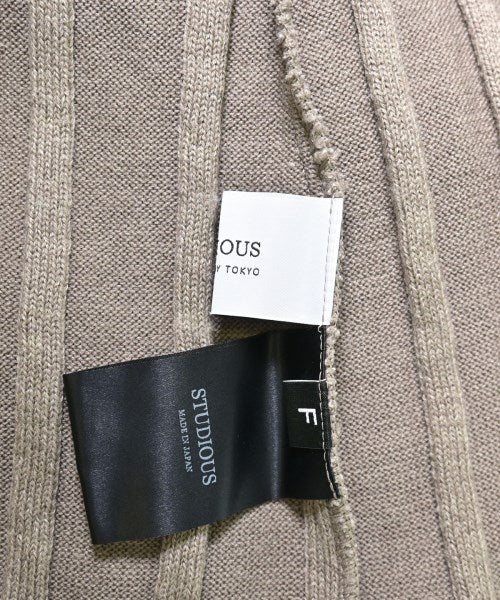 IOUS
Y TOKYO
F
STUDIOUS
MADE IN JAPAN